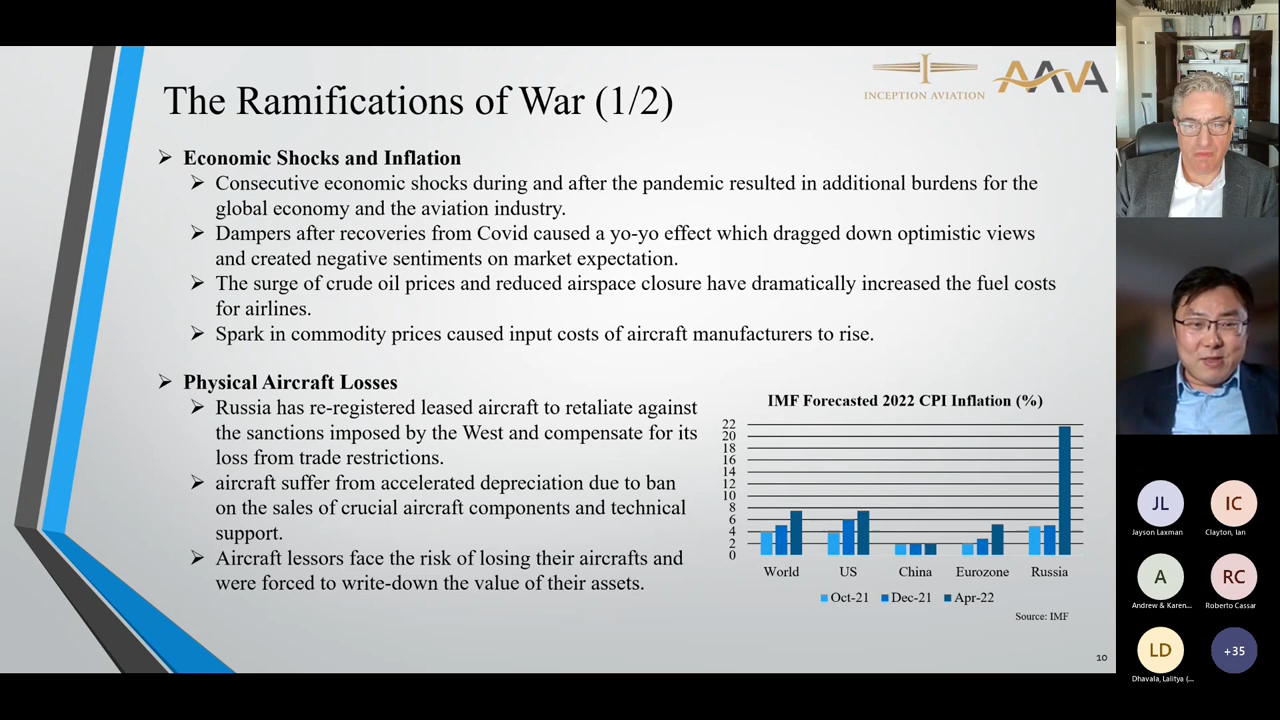 INCEPTION AVIATION
AAVA
The Ramifications of War (1/2)
➢ Economic Shocks and Inflation
➢ Consecutive economic shocks during and after the pandemic resulted in additional burdens for the
global economy and the aviation industry.
➢ Dampers after recoveries from Covid caused a yo-yo effect which dragged down optimistic views
and created negative sentiments on market expectation.
➢ The surge of crude oil prices and reduced airspace closure have dramatically increased the fuel costs
for airlines.
➢ Spark in commodity prices caused input costs of aircraft manufacturers to rise.
➢ Physical Aircraft Losses
➢ Russia has re-registered leased aircraft to retaliate against
the sanctions imposed by the West and compensate for its
loss from trade restrictions.
➢ aircraft suffer from accelerated depreciation due to ban
on the sales of crucial aircraft components and technical
support.
➢ Aircraft lessors face the risk of losing their aircrafts and
were forced to write-down the value of their assets.
IMF Forecasted 2022 CPI Inflation (%)
22
20
18
16
14
12
10
8
6
4
2
0
World US China Eurozone Russia
Oct-21 Dec-21 Apr-22
Source: IMF
10
JL IC
Jayson Laxman Clayton, Ian
A RC
Andrew & Karen... Roberto Cassar
LD +35
Dhavala, Lalitya (...